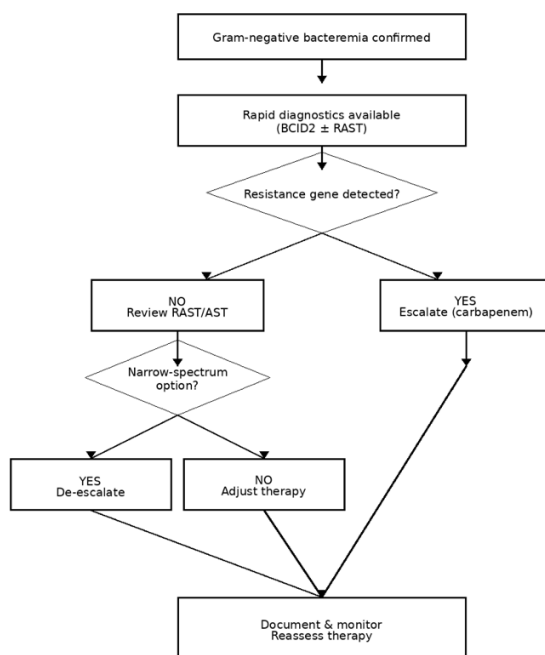 Gram-negative bacteremia confirmed
Rapid diagnostics available
(BCID2 ± RAST)
Resistance gene detected?
NO
Review RAST/AST
YES
Escalate (carbapenem)
Narrow-spectrum
option?
YES
De-escalate
NO
Adjust therapy
Document & monitor
Reassess therapy